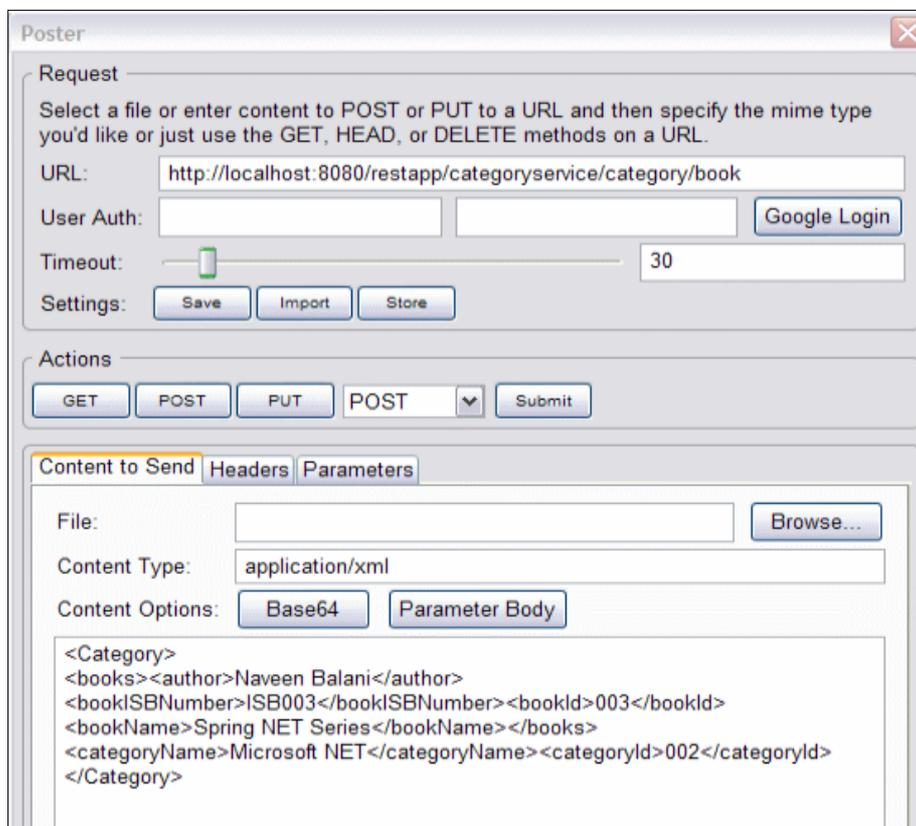 Poster
Request
Select a file or enter content to POST or PUT to a URL and then specify the mime type
you'd like or just use the GET, HEAD, or DELETE methods on a URL.
URL: http://localhost:8080/restapp/categoryservice/category/book
User Auth: Google Login
Timeout: 30
Settings: Save Import Store
Actions
GET POST PUT POST Submit
Content to Send Headers Parameters
File: Browse...
Content Type: application/xml
Content Options: Base64 Parameter Body
<Category>
<books><author>Naveen Balani</author>
<bookISBNumber>ISB003</bookISBNumber><bookId>003</bookId>
<bookName>Spring NET Series</bookName></books>
<categoryName>Microsoft NET</categoryName><categoryId>002</categoryId>
</Category>